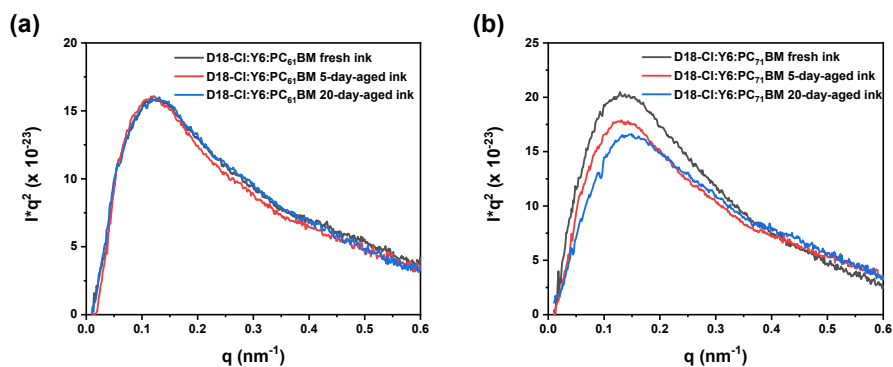 (a)
D18-Cl:Y6:PC₆₁BM fresh ink
D18-Cl:Y6:PC₆₁BM 5-day-aged ink
D18-Cl:Y6:PC₆₁BM 20-day-aged ink
I*q² (x 10⁻²³)
20
15
10
5
0
0.0 0.1 0.2 0.3 0.4 0.5 0.6
q (nm⁻¹)
(b)
D18-Cl:Y6:PC₇₁BM fresh ink
D18-Cl:Y6:PC₇₁BM 5-day-aged ink
D18-Cl:Y6:PC₇₁BM 20-day-aged ink
I*q² (x 10⁻²³)
25
20
15
10
5
0
0.0 0.1 0.2 0.3 0.4 0.5 0.6
q (nm⁻¹)